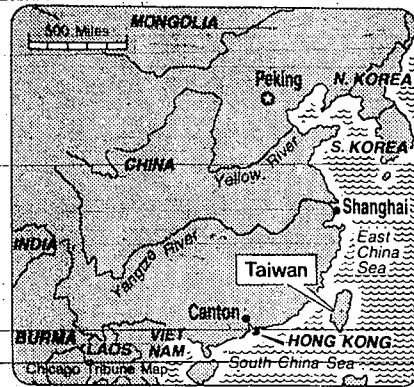 MONGOLIA
500 Miles
Peking
N. KOREA
S. KOREA
CHINA
Yellow River
Shanghai
INDIA
Yangtze River
East
China
Sea
Taiwan
Canton
BURMA
LAOS
VIET
NAM
HONG KONG
Chicago Tribune Map
South China Sea